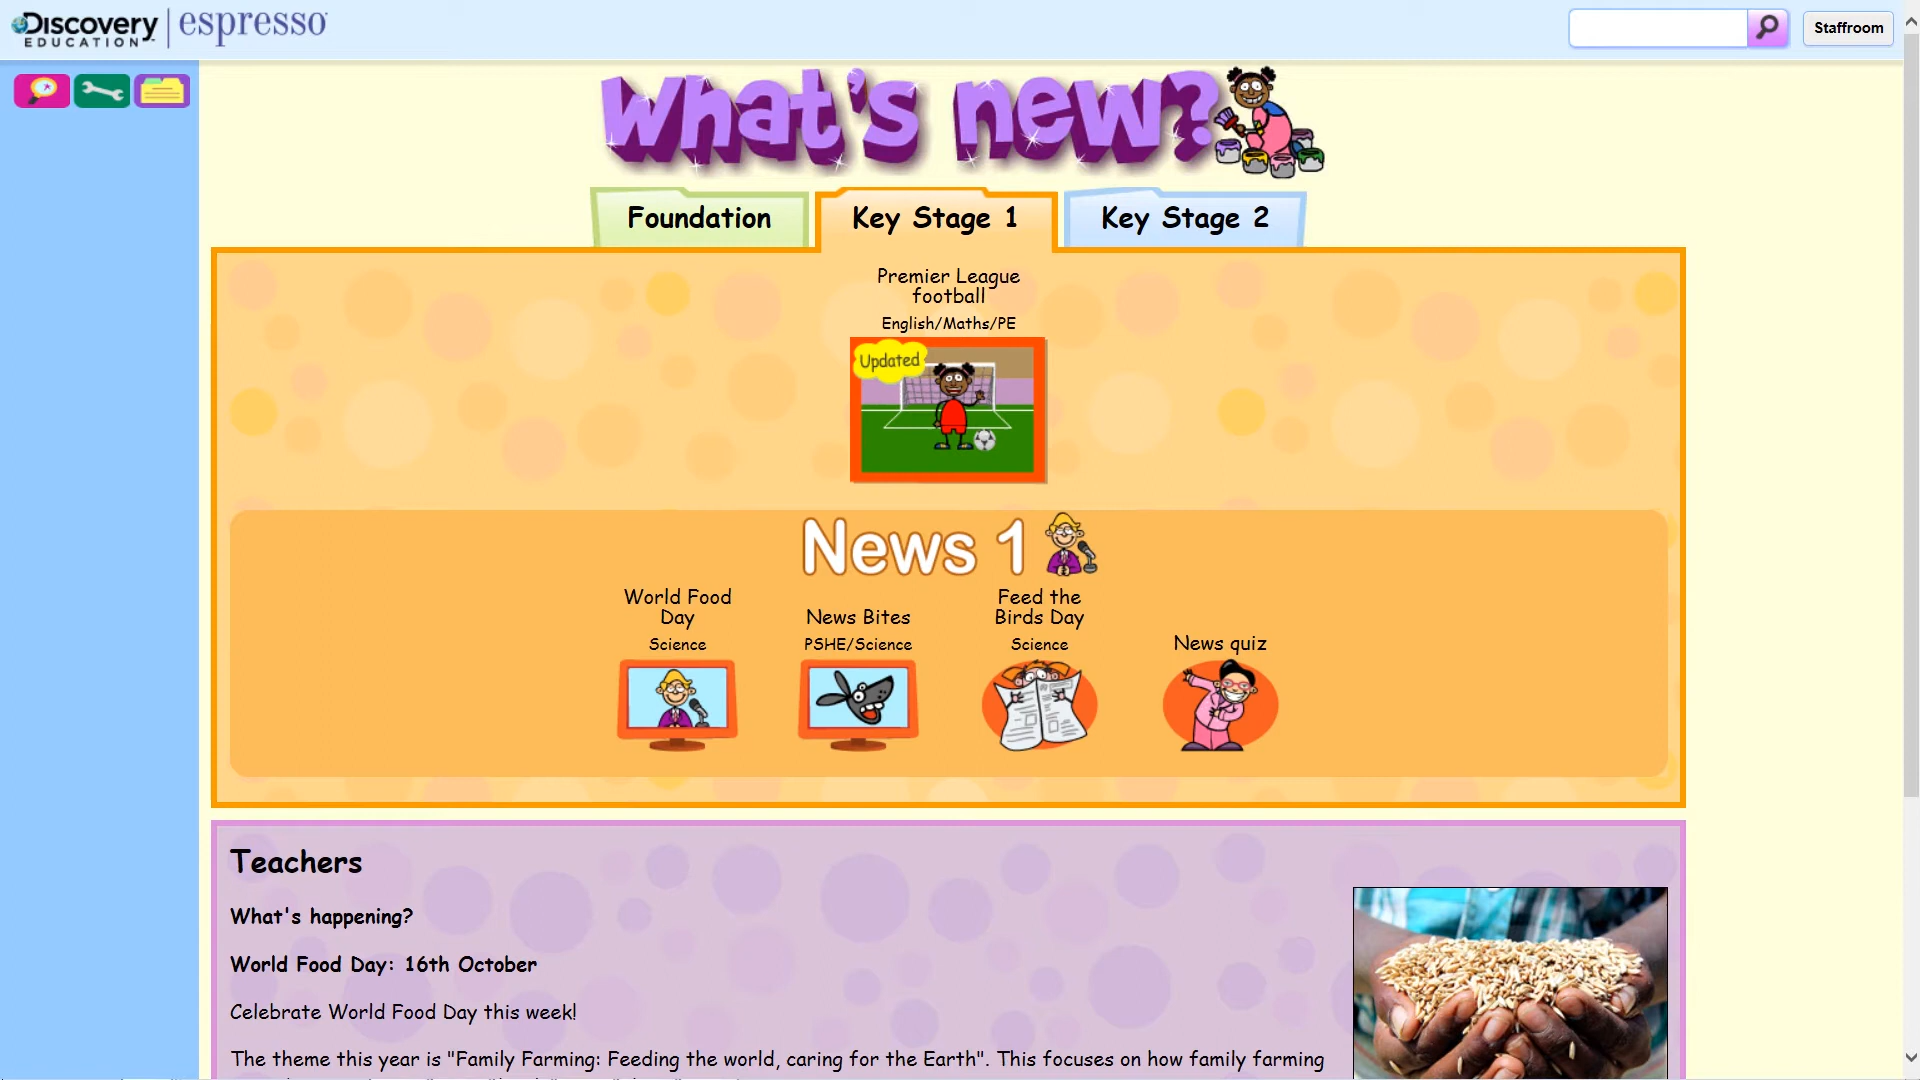 Discovery EDUCATION | espresso
Staffroom
What's new?
Foundation
Key Stage 1
Key Stage 2
Premier League
football
English/Maths/PE
Updated
News 1
World Food
Day
Science
News Bites
PSHE/Science
Feed the
Birds Day
Science
News quiz
Teachers
What's happening?
World Food Day: 16th October
Celebrate World Food Day this week!
The theme this year is "Family Farming: Feeding the world, caring for the Earth". This focuses on how family farming